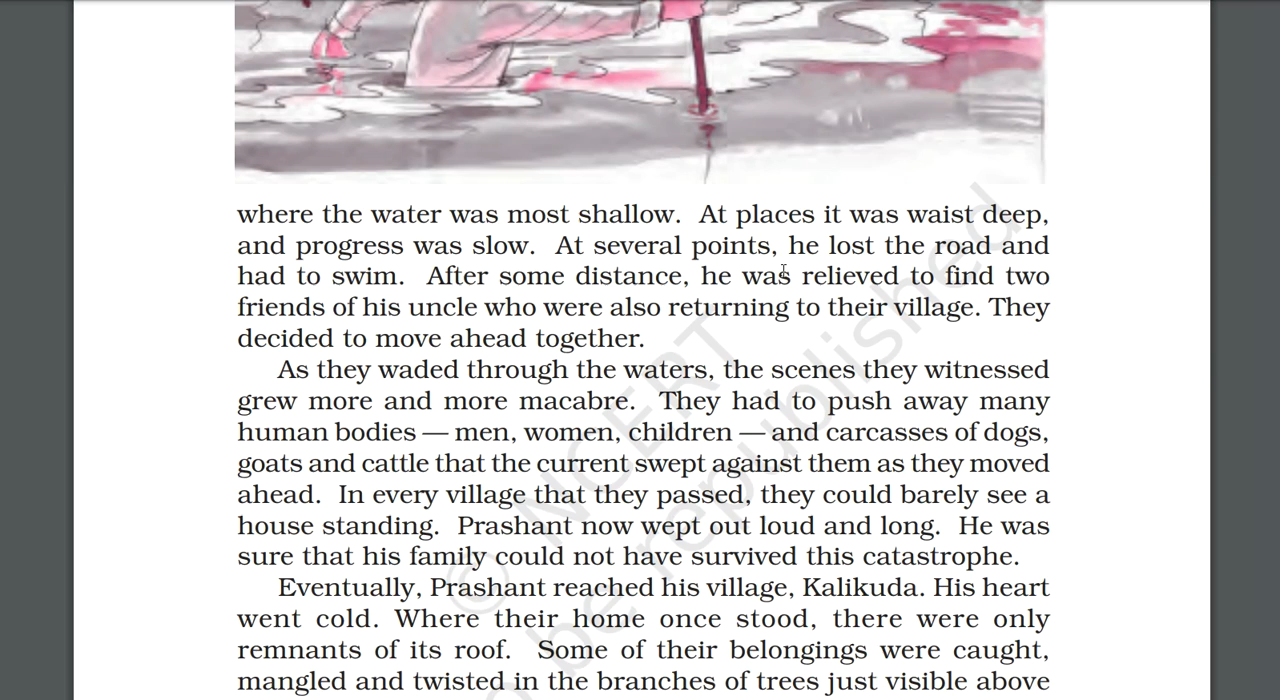 where the water was most shallow. At places it was waist deep,
and progress was slow. At several points, he lost the road and
had to swim. After some distance, he was relieved to find two
friends of his uncle who were also returning to their village. They
decided to move ahead together.
As they waded through the waters, the scenes they witnessed
grew more and more macabre. They had to push away many
human bodies — men, women, children — and carcasses of dogs,
goats and cattle that the current swept against them as they moved
ahead. In every village that they passed, they could barely see a
house standing. Prashant now wept out loud and long. He was
sure that his family could not have survived this catastrophe.
Eventually, Prashant reached his village, Kalikuda. His heart
went cold. Where their home once stood, there were only
remnants of its roof. Some of their belongings were caught,
mangled and twisted in the branches of trees just visible above
© NCERT
be republished